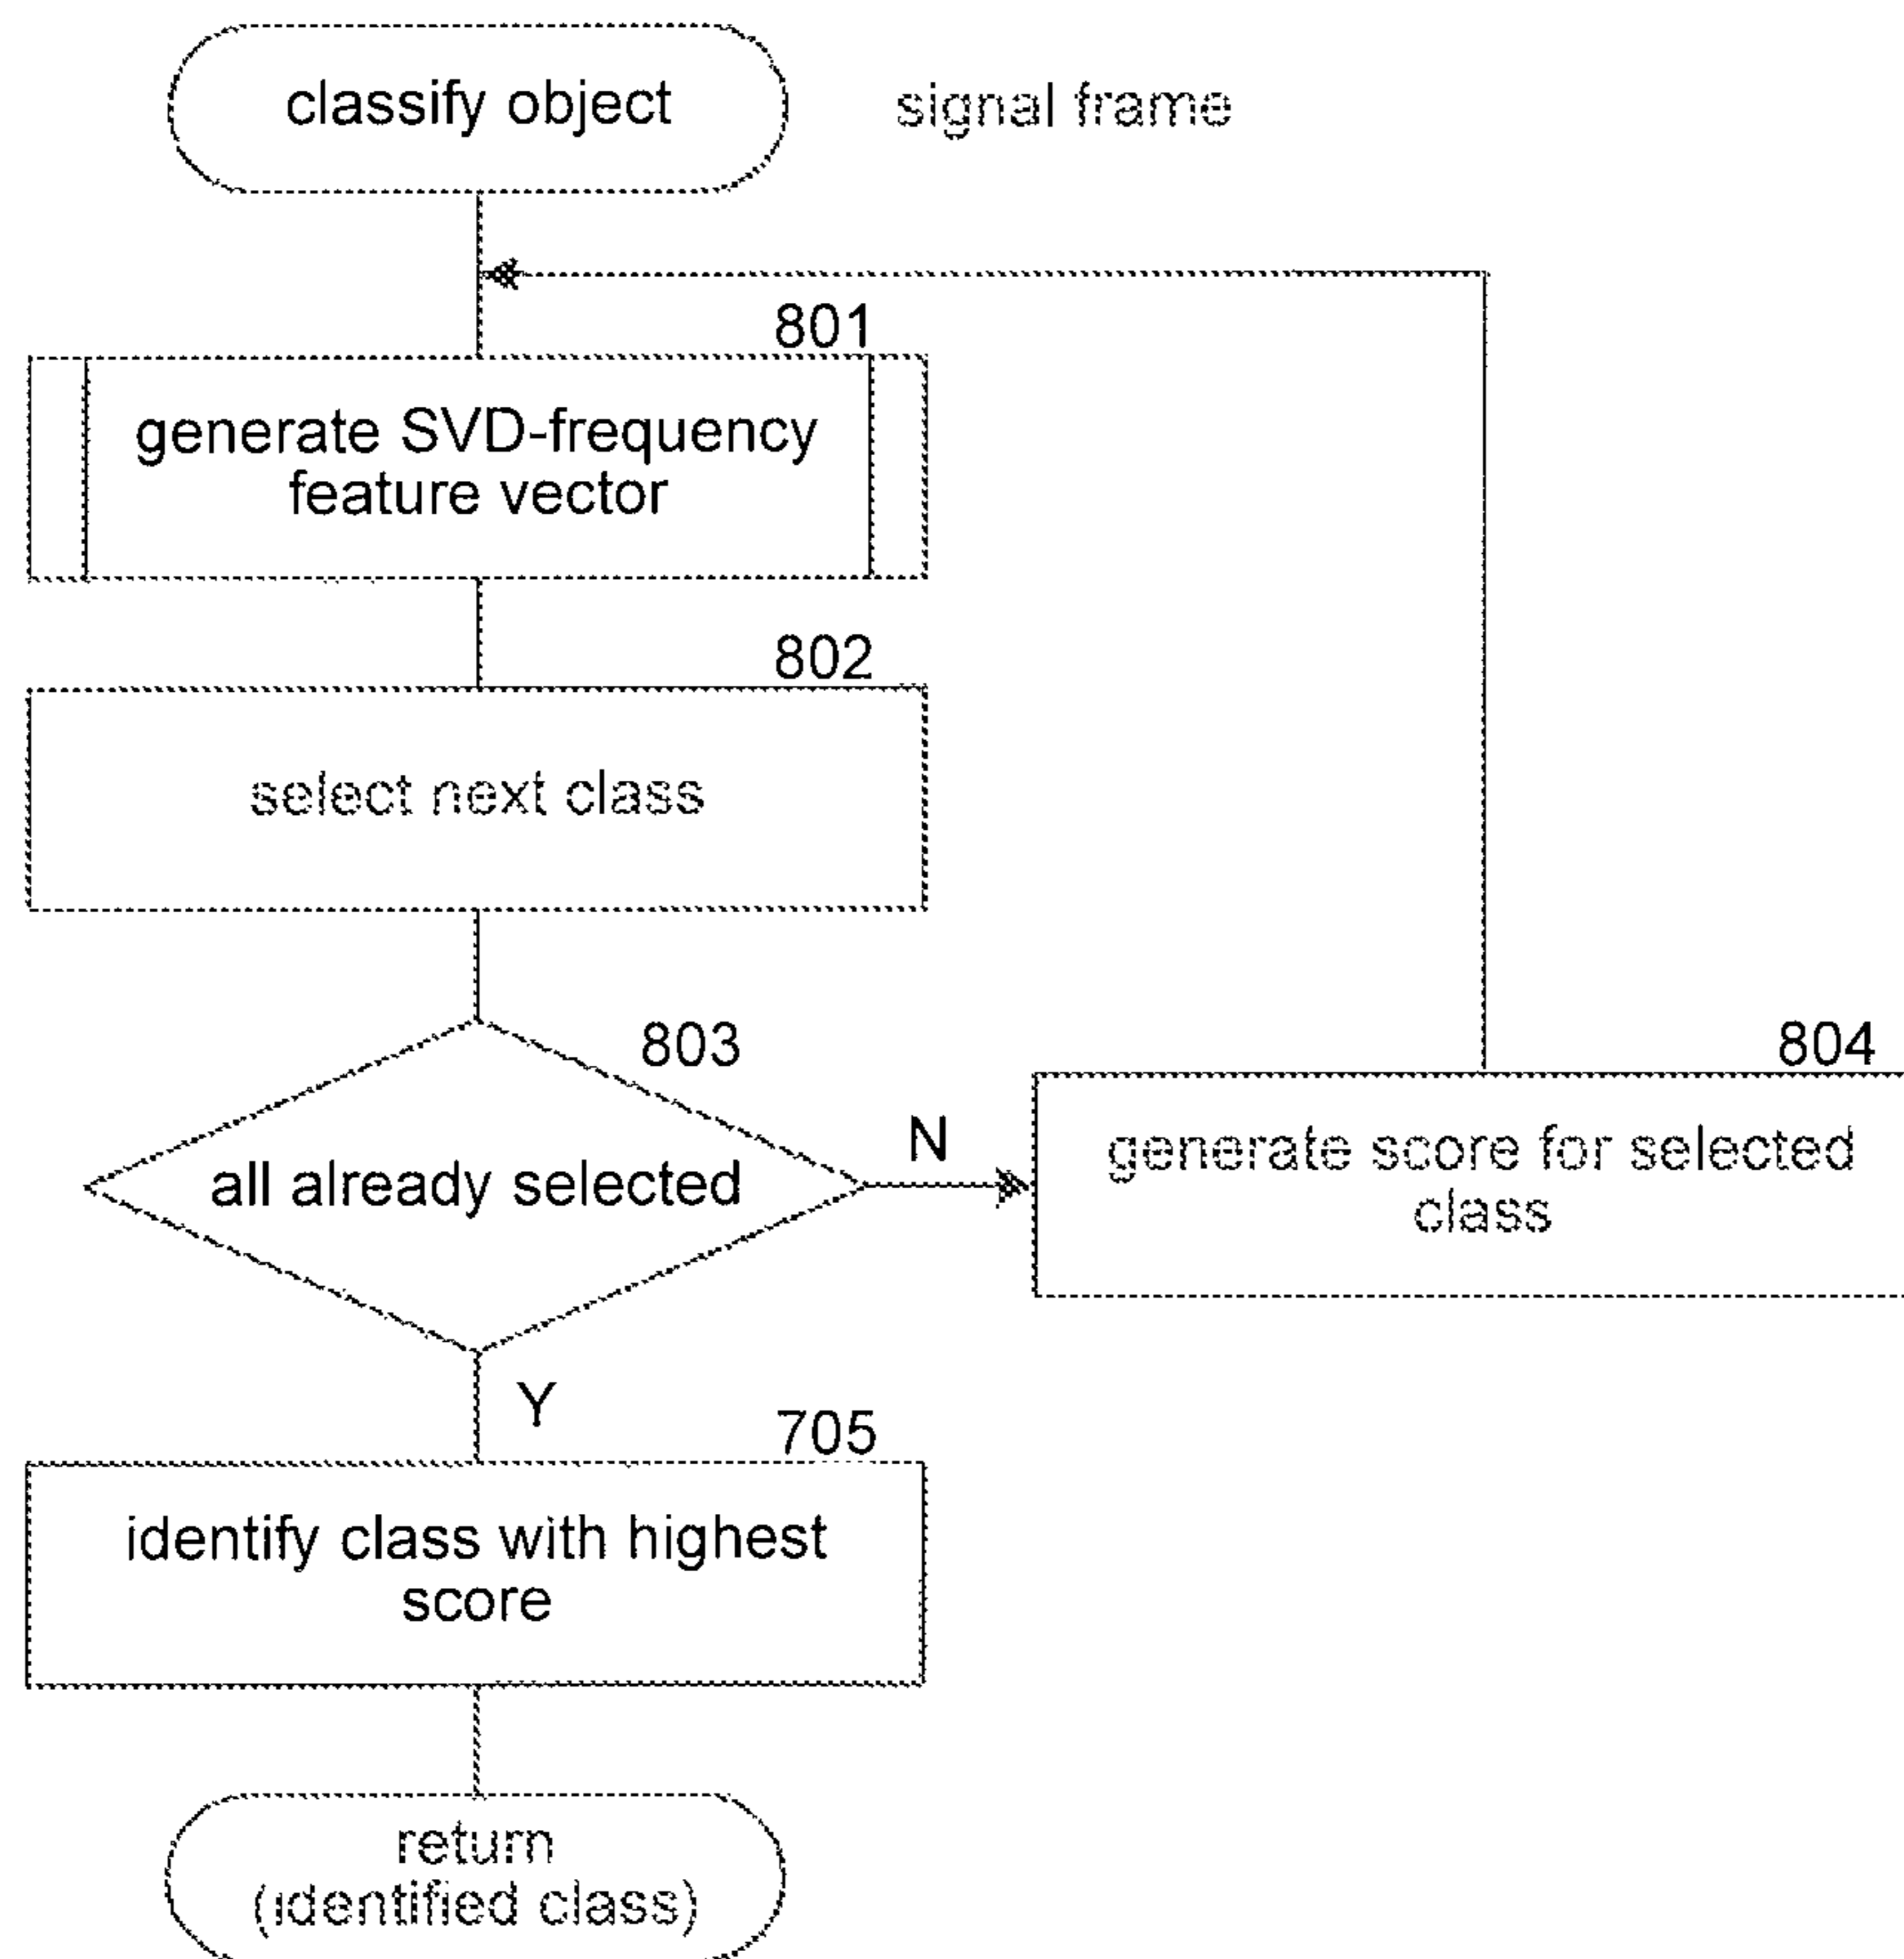 classify object
signal frame
801
generate SVD-frequency
feature vector
802
select next class
803
all already selected
N
804
generate score for selected
class
Y
705
identify class with highest
score
return
(identified class)